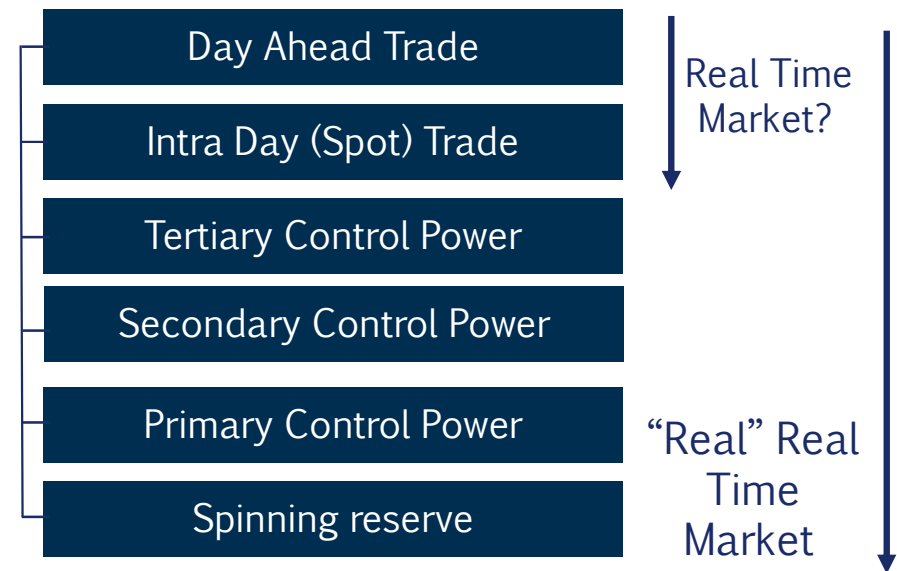 Day Ahead Trade
Intra Day (Spot) Trade
Tertiary Control Power
Secondary Control Power
Primary Control Power
Spinning reserve
Real Time
Market?
“Real” Real
Time
Market